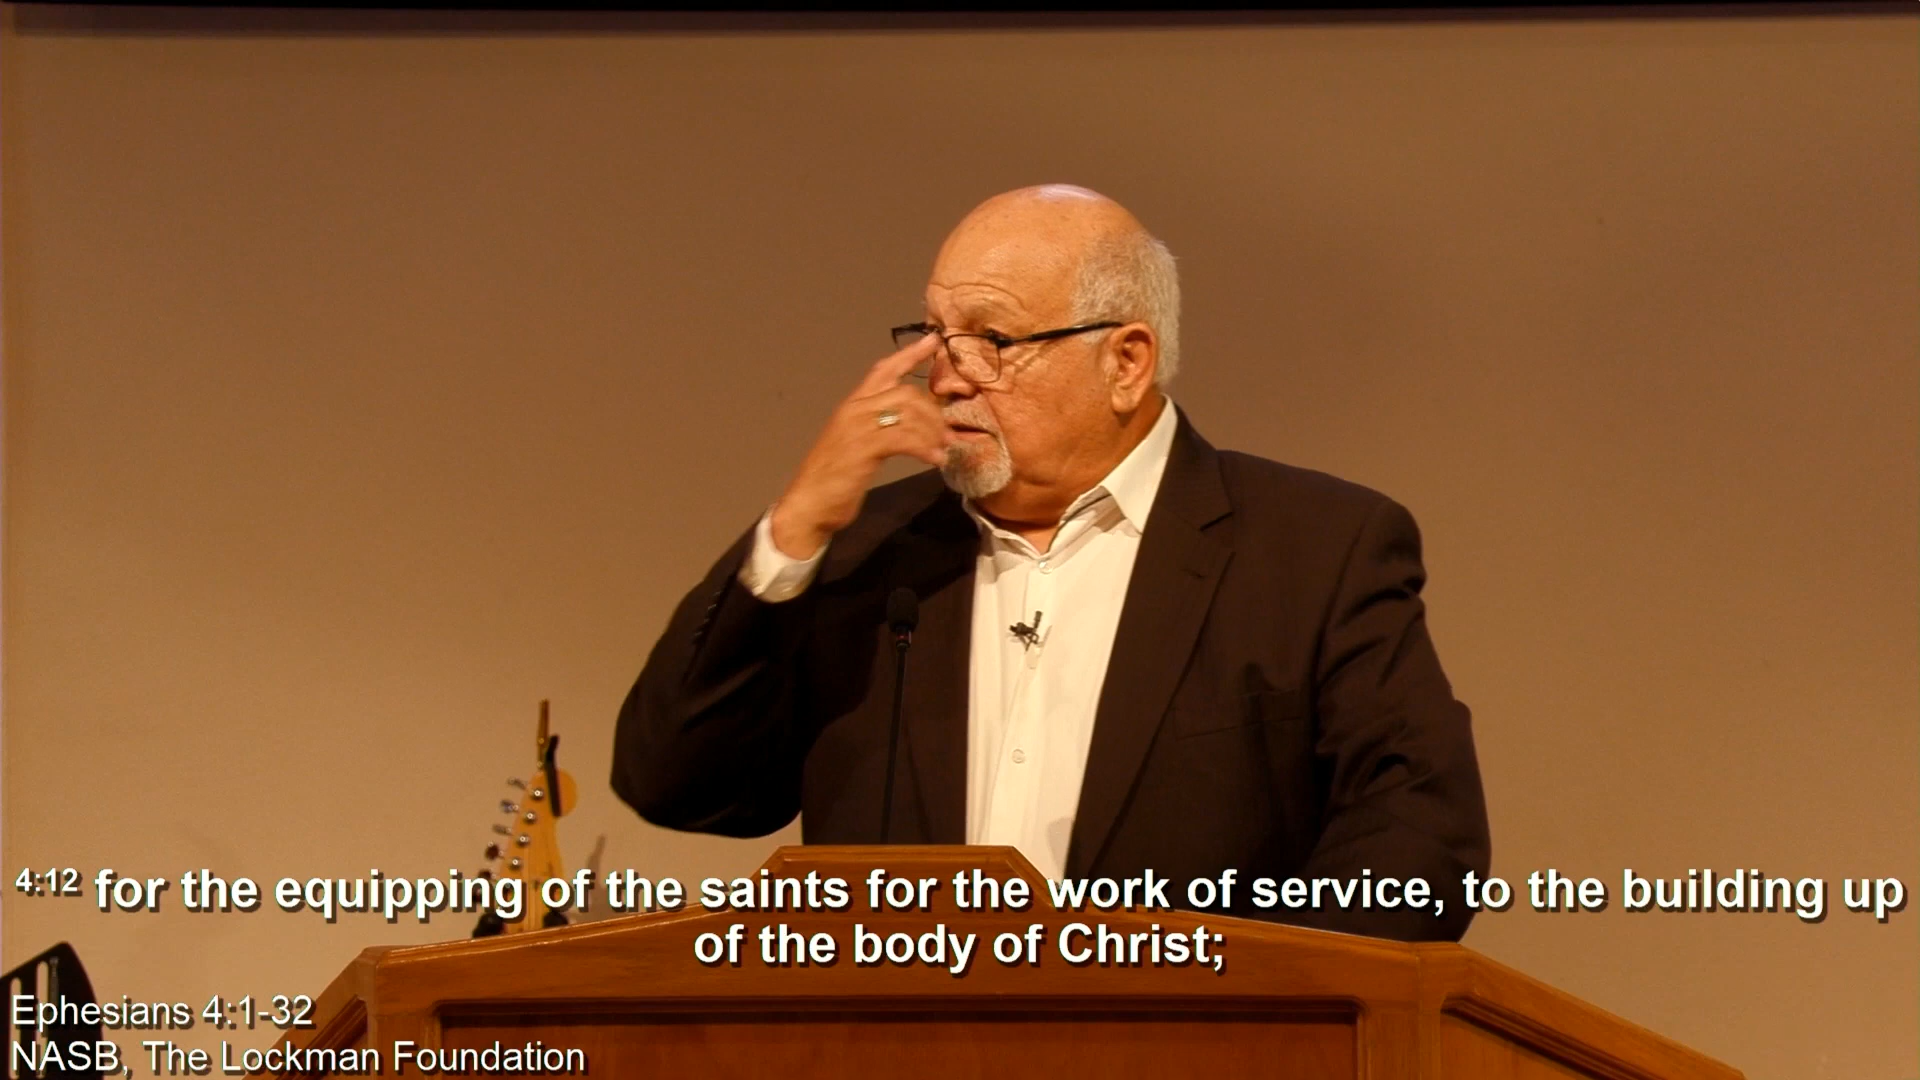 4:12 for the equipping of the saints for the work of service, to the building up
of the body of Christ;
Ephesians 4:1-32
NASB, The Lockman Foundation